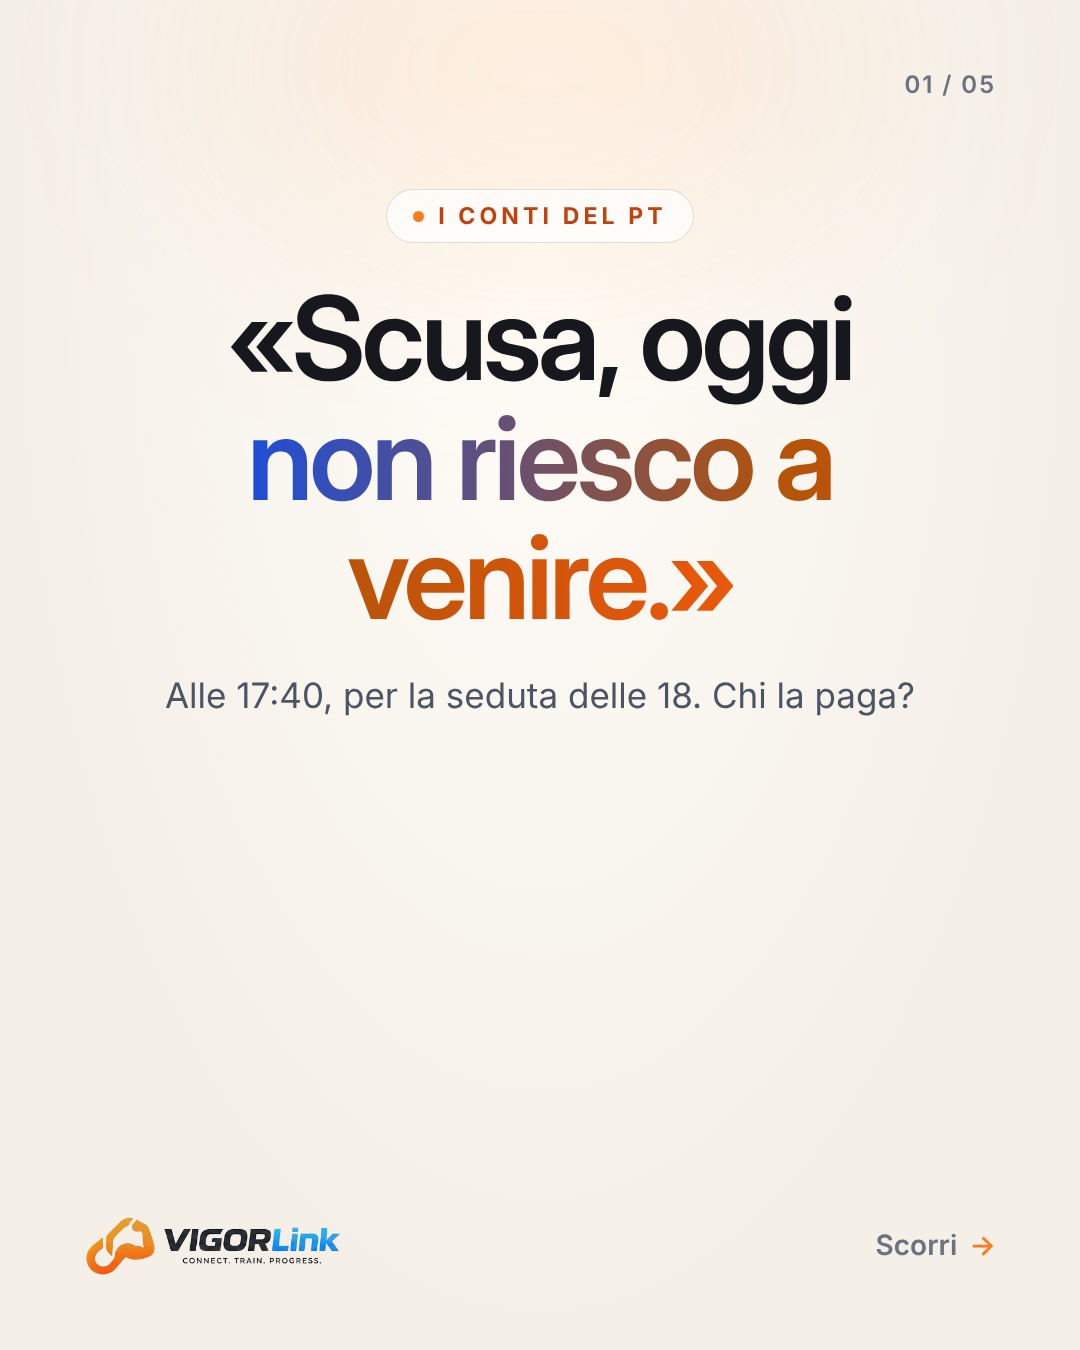 01 / 05
I CONTI DEL PT
«Scusa, oggi
non riesco a
venire.»
Alle 17:40, per la seduta delle 18. Chi la paga?
VIGORLink
CONNECT. TRAIN. PROGRESS.
Scorri →